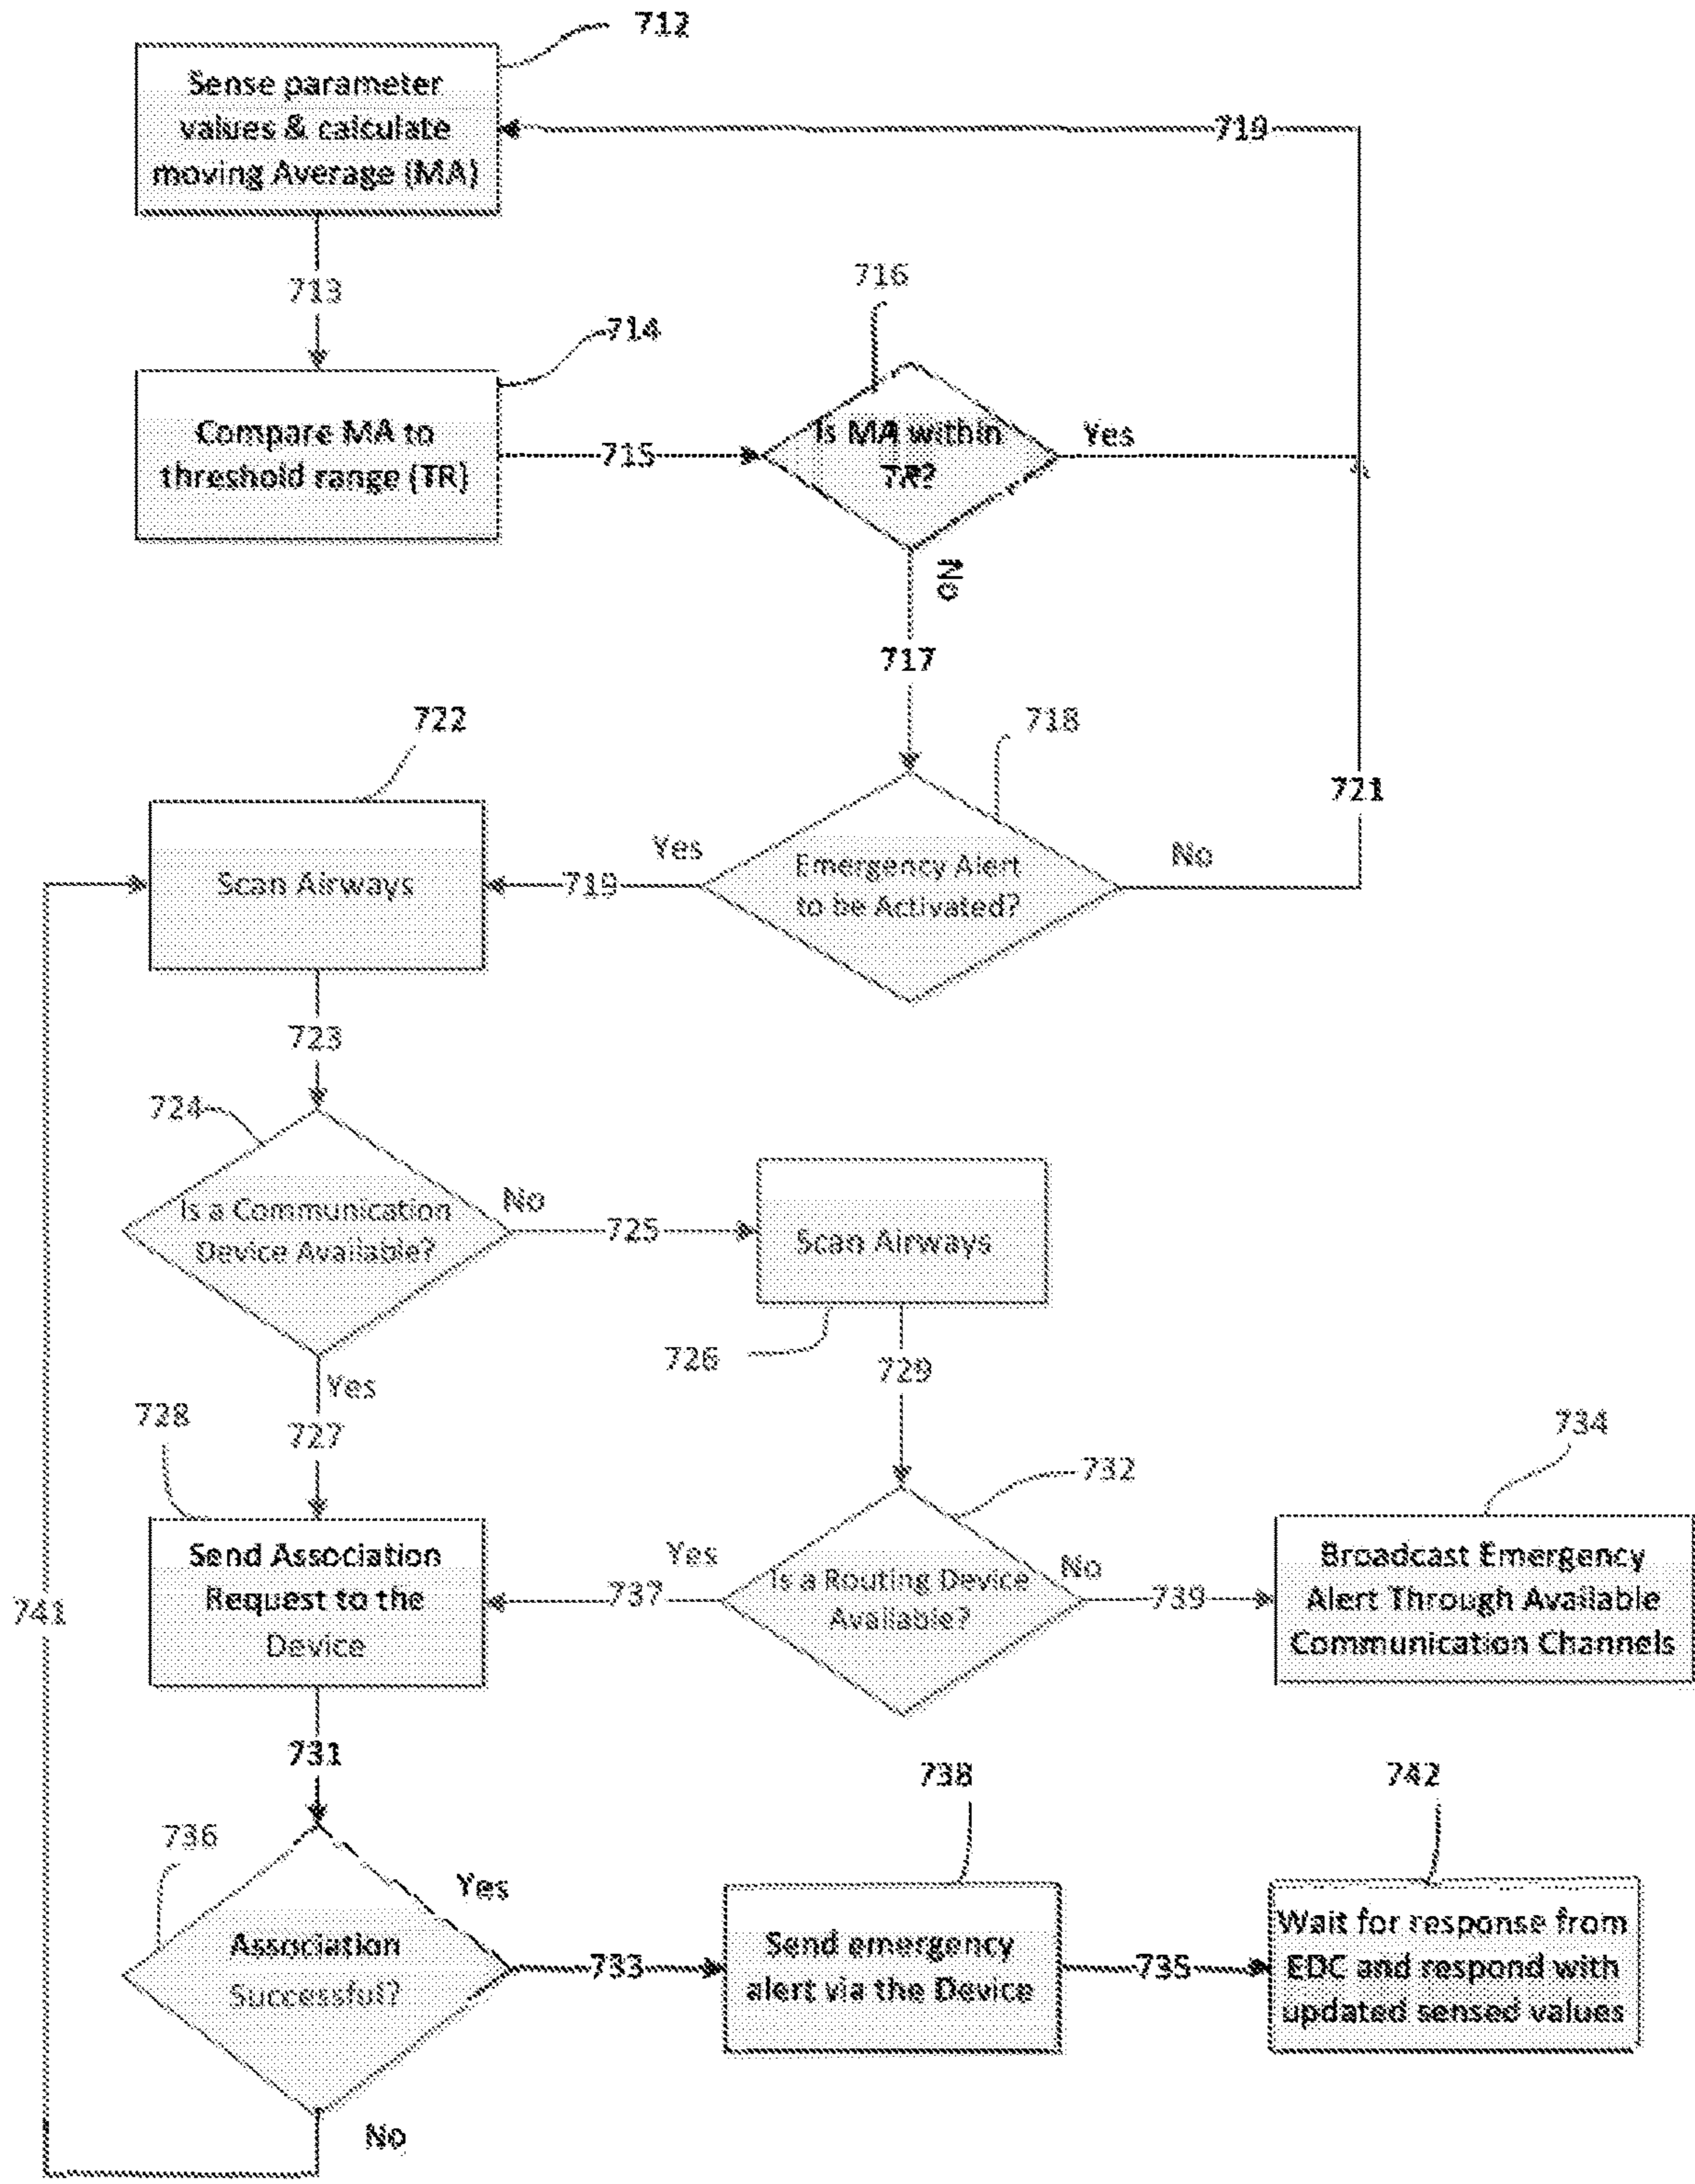 712
Sense parameter
values & calculate
moving Average (MA)
719
713
716
714
Compare MA to
threshold range (TR)
715
Is MA within
TR?
Yes
No
717
722
718
721
Scan Airways
Yes
719
Emergency Alert
to be Activated?
No
723
724
Is a Communication
Device Available?
No
725
Scan Airways
726
729
Yes
727
728
734
732
Send Association
Request to the
Device
Yes
737
Is a Routing Device
Available?
No
739
Broadcast Emergency
Alert Through Available
Communication Channels
741
731
738
742
736
Yes
Association
Successful?
733
Send emergency
alert via the Device
735
Wait for response from
EDC and respond with
updated sensed values
No